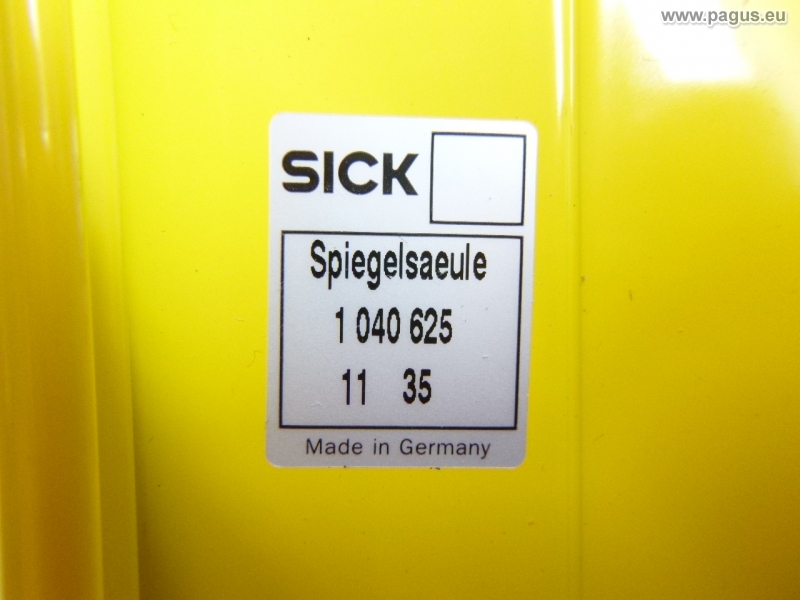 www.pagus.eu
SICK
Spiegelsaeule
1 040 625
11 35
Made in Germany